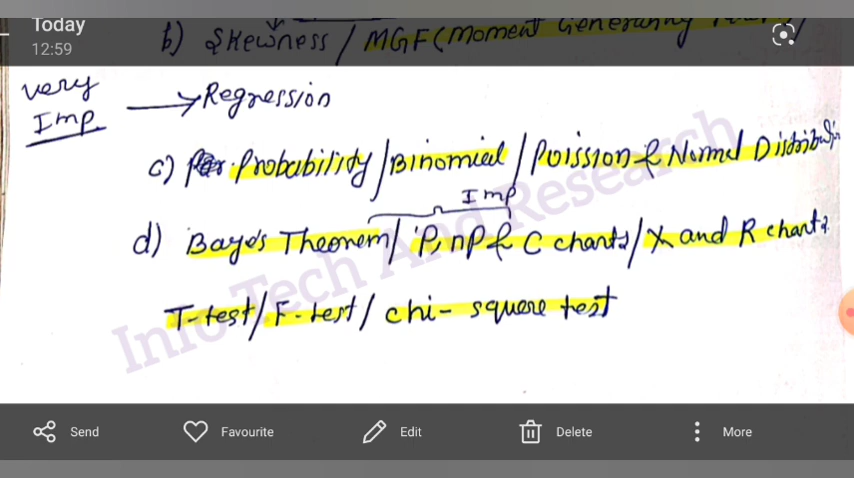 Today
12:59
b) Skewness / MGF (Moment Generating
very
Imp.
→ Regression
c) Probability / Binomial / Poission & Normal Distribution
Imp
d) Baye's Theorem / P, nP & C charts / X and R charts
T-test / F-test / chi-square test
Info Tech And Research
Send
Favourite
Edit
Delete
More